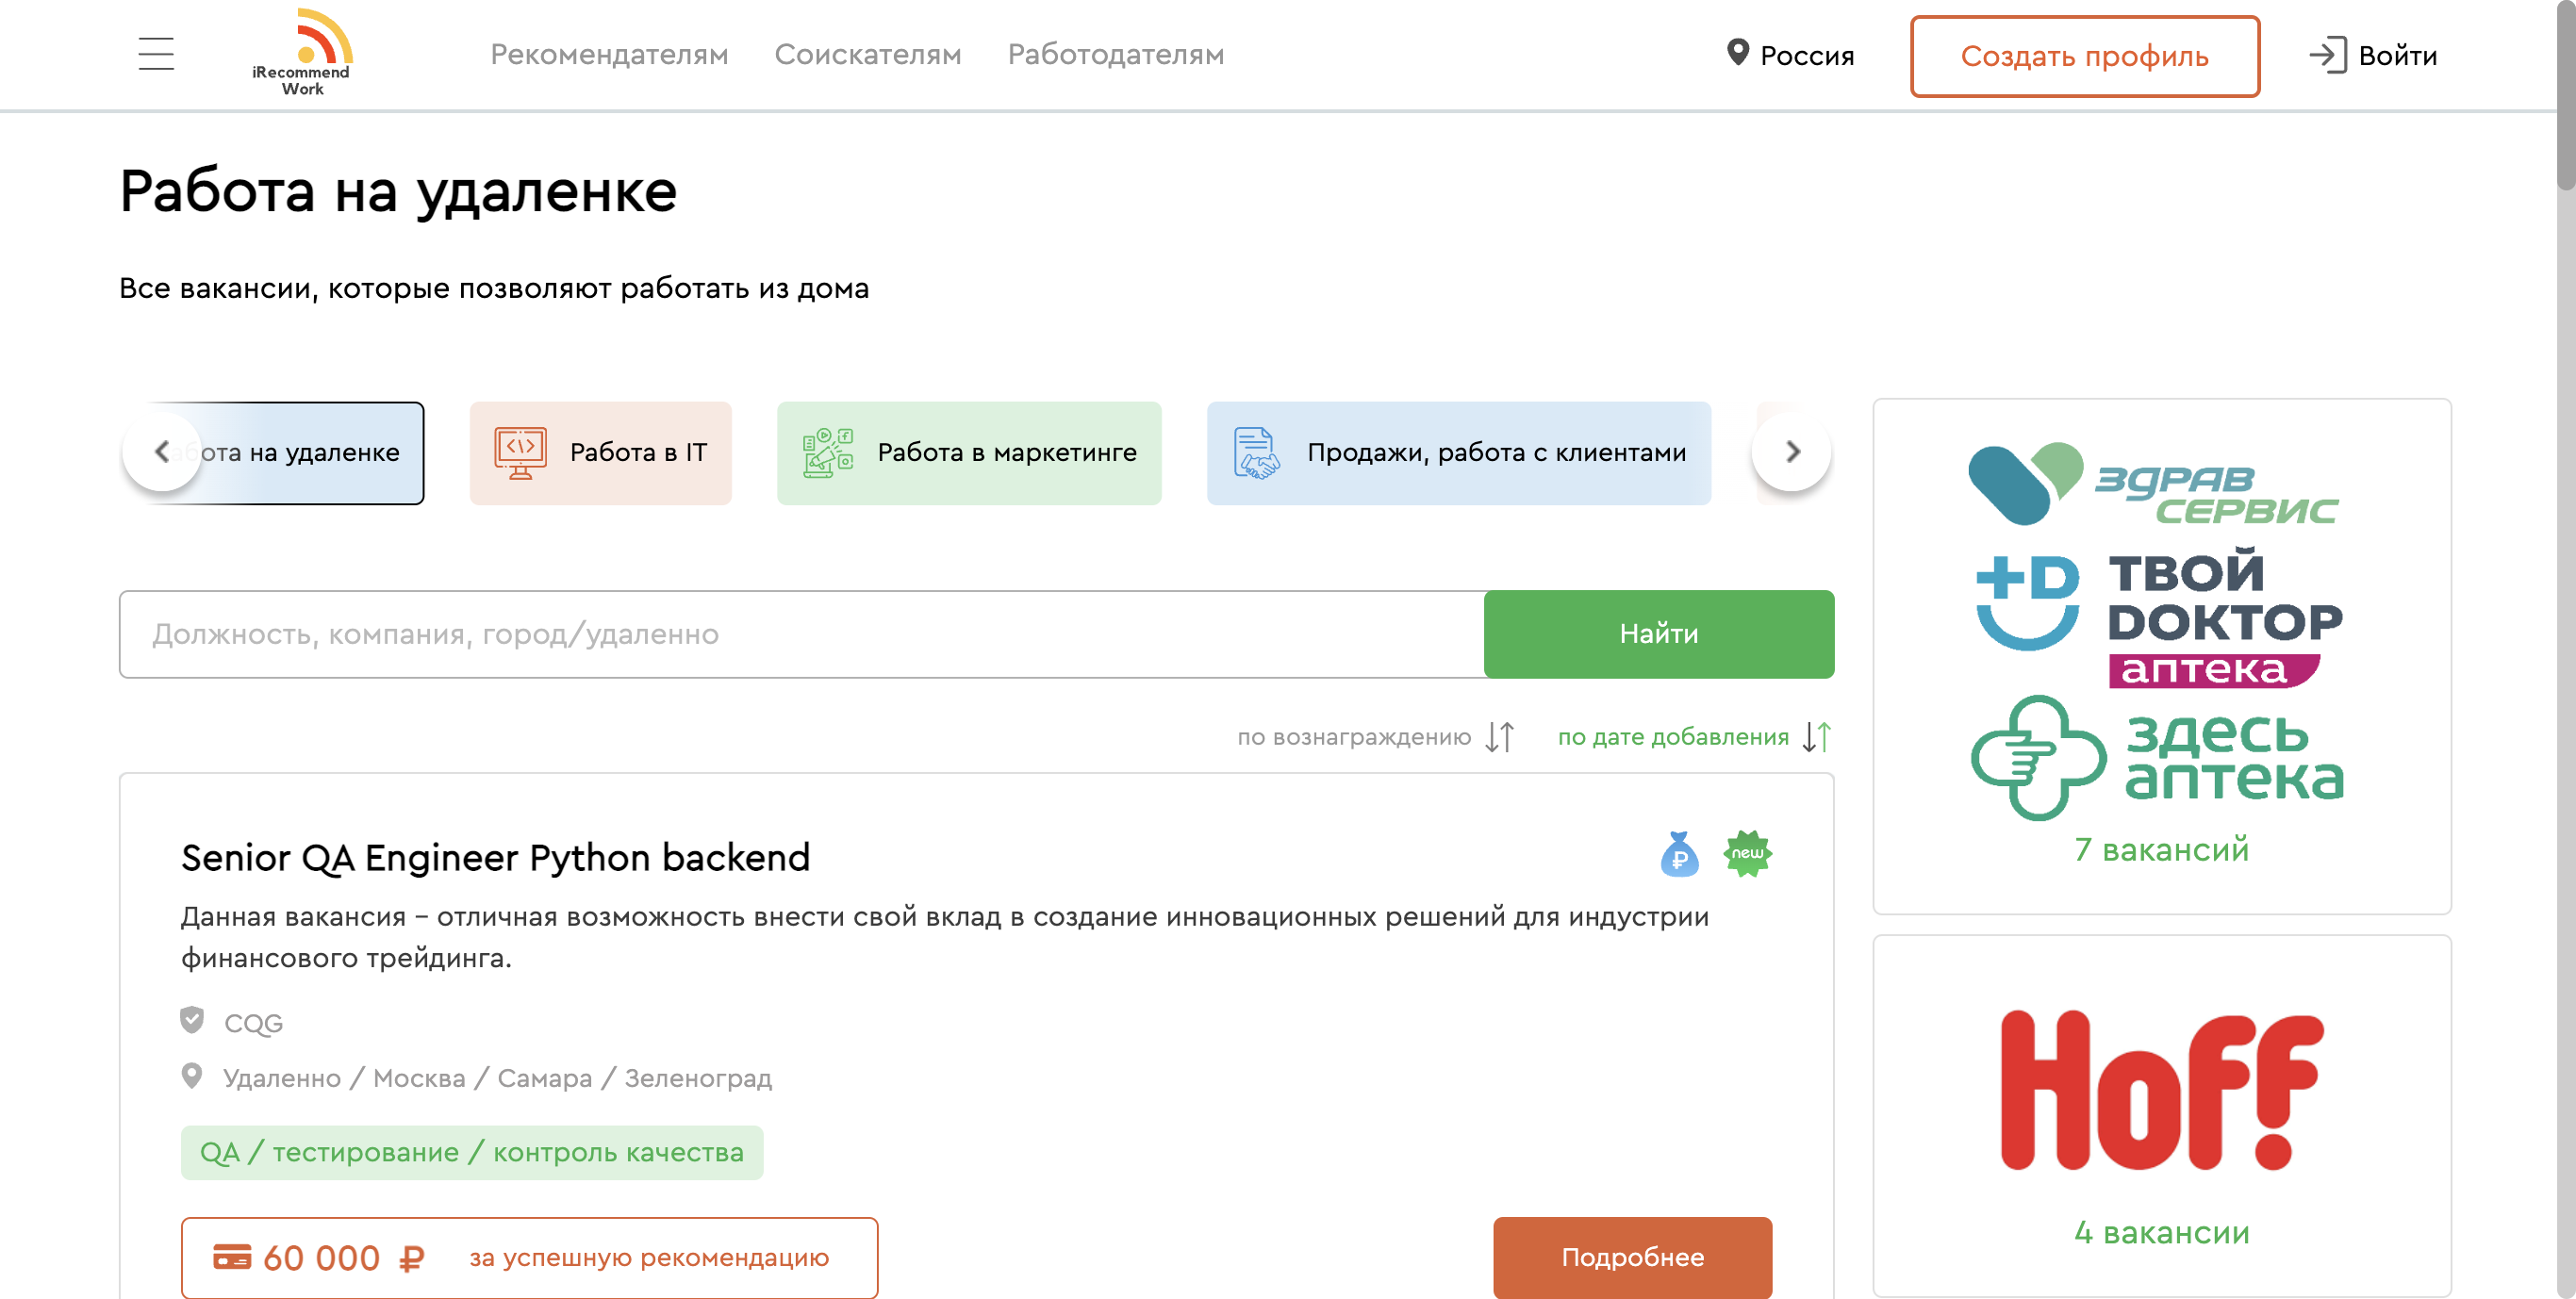 iRecommend
Work
Рекомендателям
Соискателям
Работодателям
Россия
Создать профиль
Войти
Работа на удаленке
Все вакансии, которые позволяют работать из дома
на удаленке
Работа в IT
Работа в маркетинге
Продажи, работа с клиентами
Должность, компания, город/удаленно
Найти
по вознаграждению
по дате добавления
Senior QA Engineer Python backend
new
Данная вакансия – отличная возможность внести свой вклад в создание инновационных решений для индустрии
финансового трейдинга.
CQG
Удаленно / Москва / Самара / Зеленоград
QA / тестирование / контроль качества
60 000 ₽ за успешную рекомендацию
Подробнее
ЗДРАВ
СЕРВИС
+D ТВОЙ
DОКТОР
аптека
здесь
аптека
7 вакансий
Hoff
4 вакансии